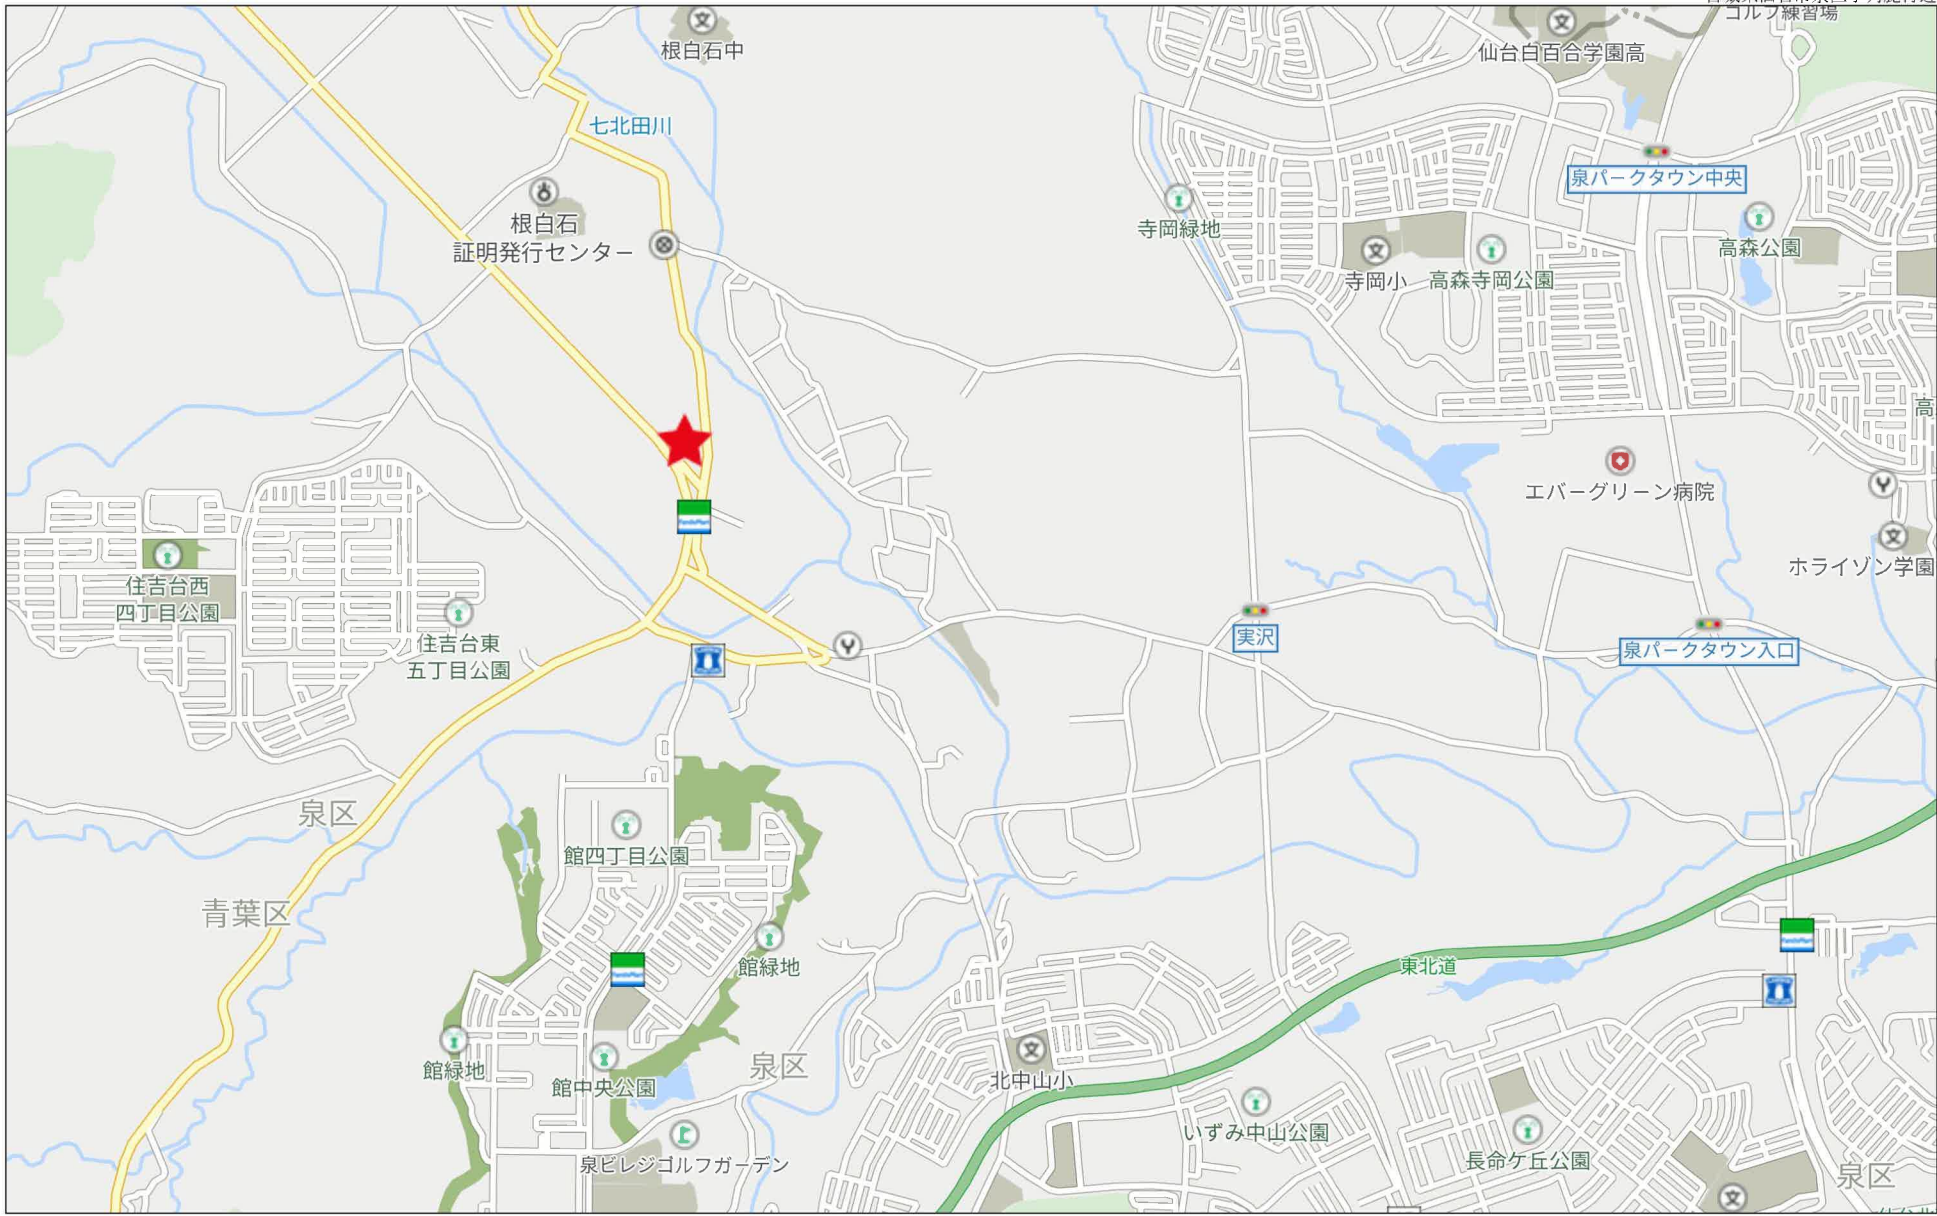 ゴルフ練習場
根白石中
仙台白百合学園高
七北田川
泉パークタウン中央
根白石
証明発行センター
寺岡緑地
高森公園
寺岡小
高森寺岡公園
高
エバーグリーン病院
FamilyMart
ホライゾン学園
住吉台西
四丁目公園
住吉台東
五丁目公園
実沢
泉パークタウン入口
泉区
館四丁目公園
青葉区
FamilyMart
館緑地
東北道
FamilyMart
館緑地
館中央公園
泉区
北中山小
いずみ中山公園
泉ビレジゴルフガーデン
長命ケ丘公園
泉区